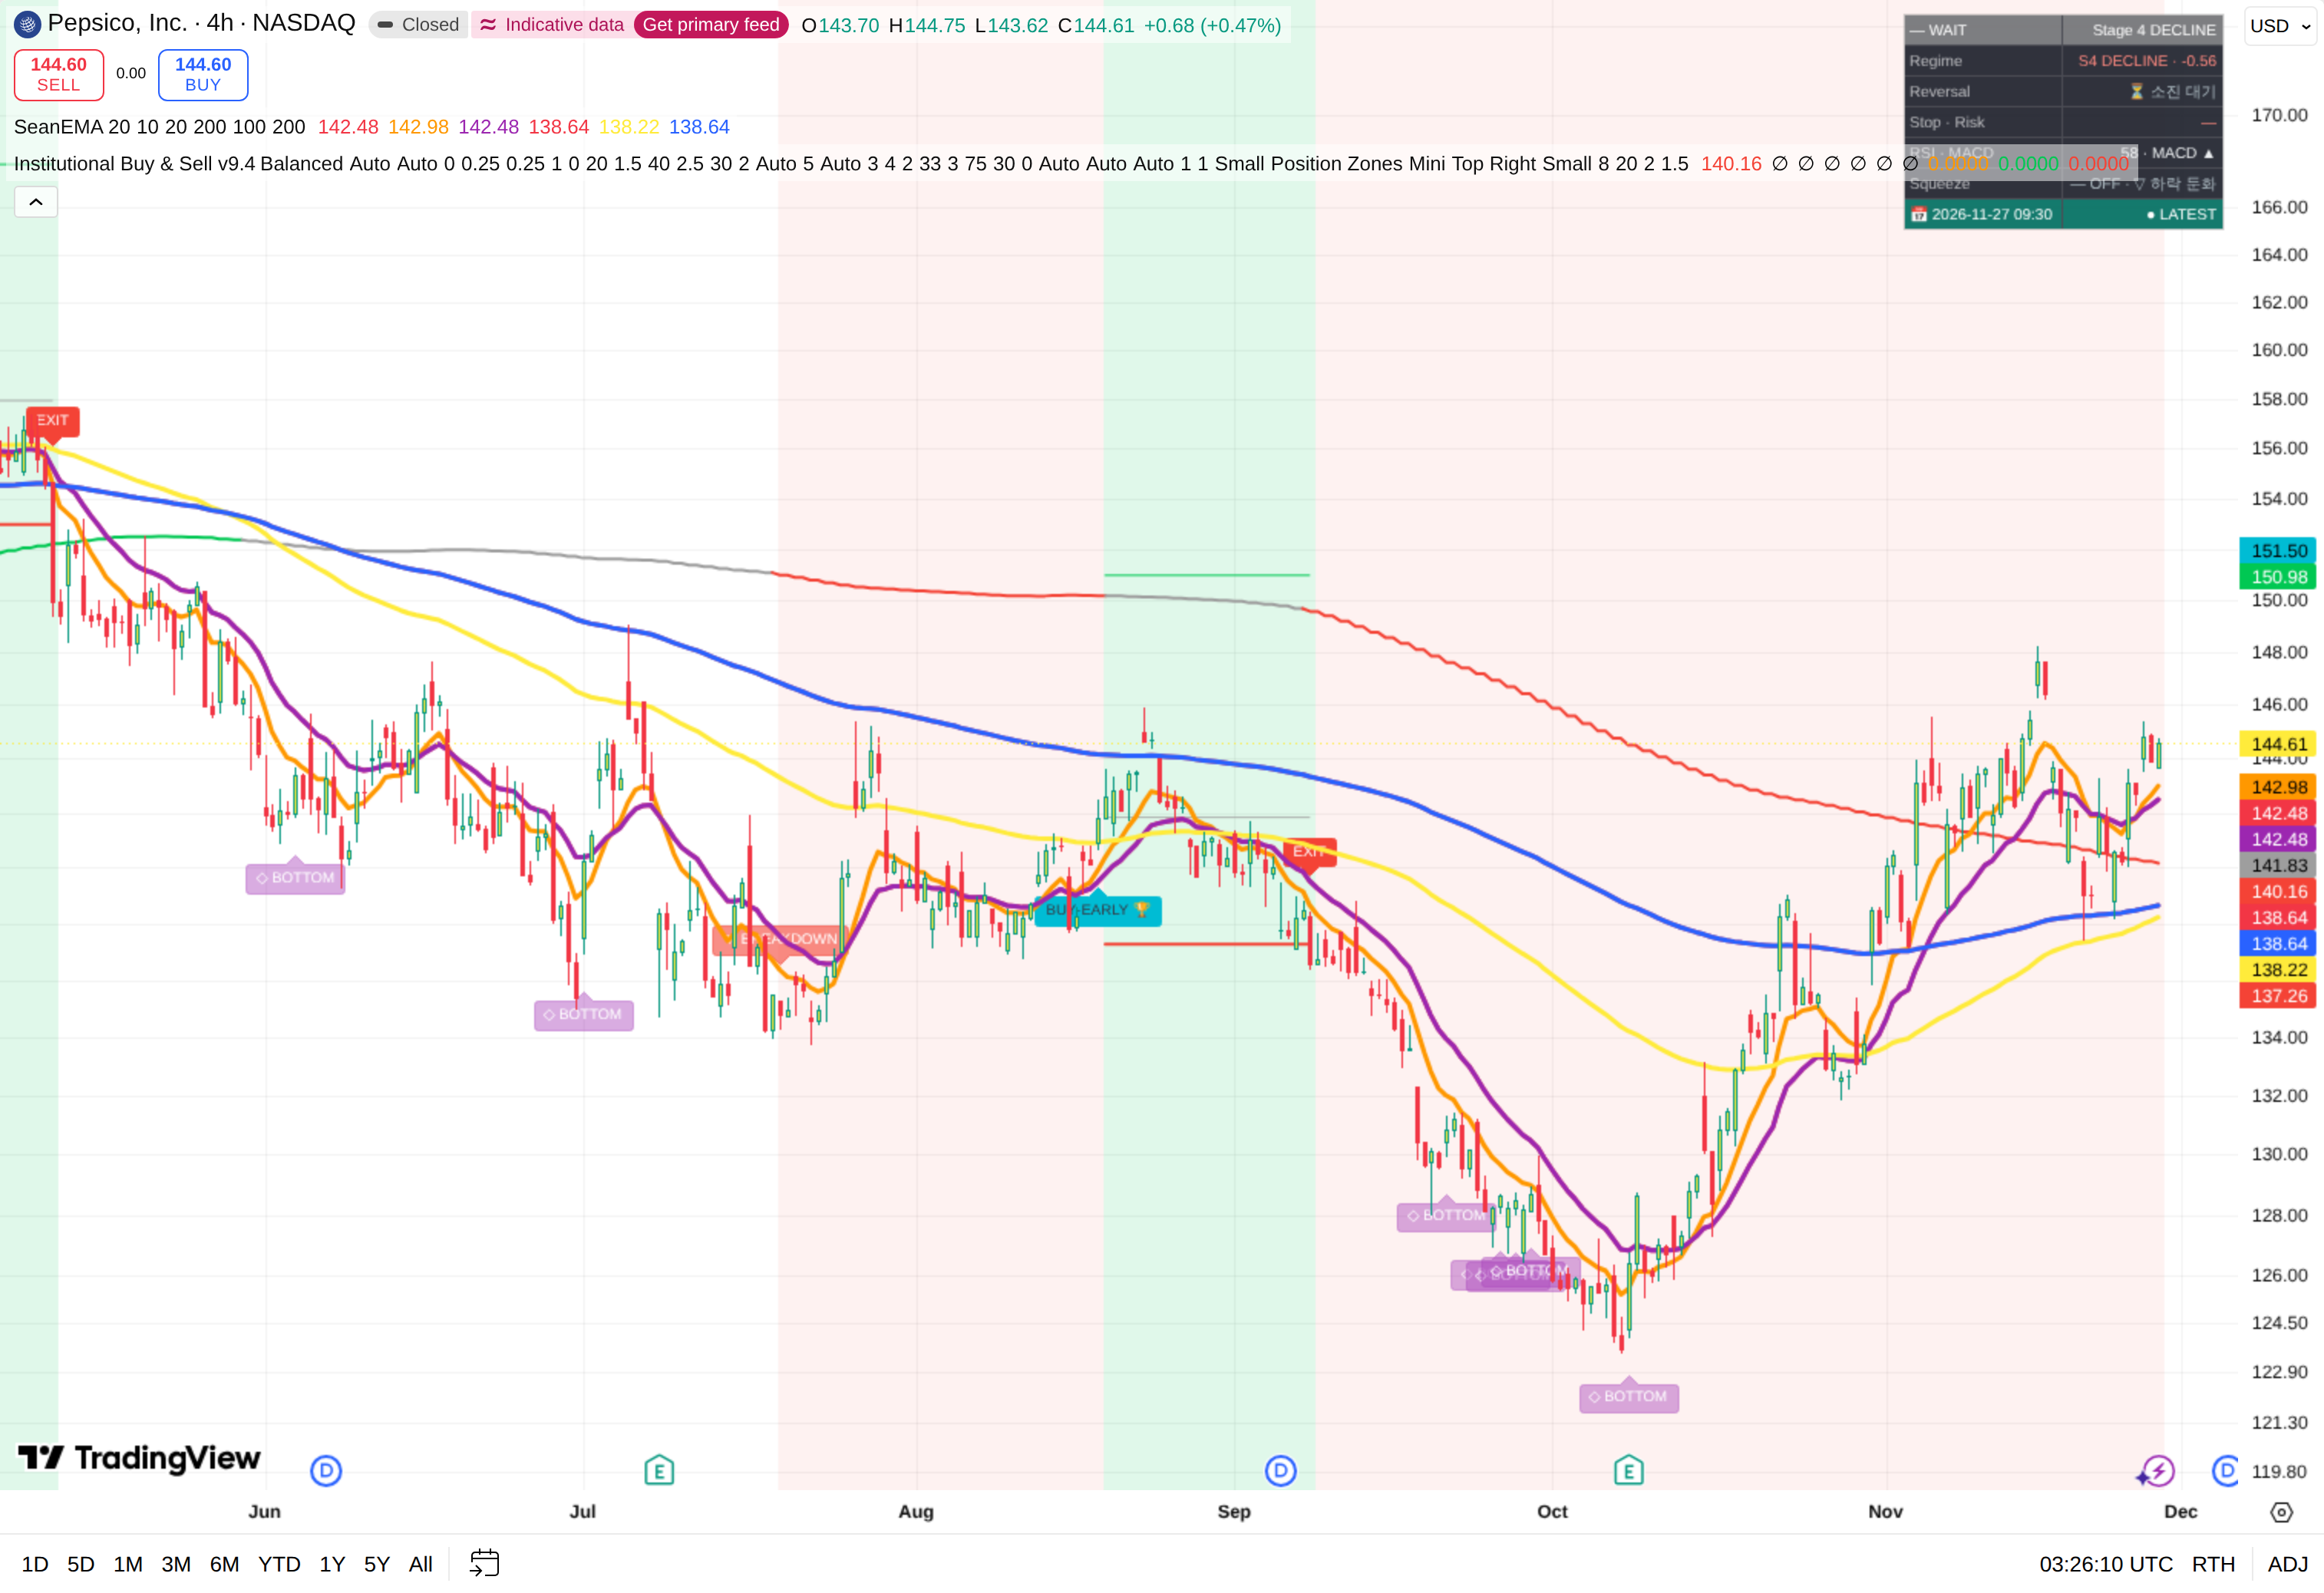 Pepsico, Inc. · 4h · NASDAQ Closed Indicative data Get primary feed O143.70 H144.75 L143.62 C144.61 +0.68 (+0.47%)
USD
144.60 SELL
0.00
144.60 BUY
SeanEMA 20 10 20 200 100 200 142.48 142.98 142.48 138.64 138.22 138.64
Institutional Buy & Sell v9.4 Balanced Auto Auto 0 0.25 0.25 1 0 20 1.5 40 2.5 30 2 Auto 5 Auto 3 4 2 33 3 75 30 0 Auto Auto Auto 1 1 Small Position Zones Mini Top Right Small 8 20 2 1.5 140.16 ∅ ∅ ∅ ∅ ∅ ∅ 0.0000 0.0000 0.0000
— WAIT Stage 4 DECLINE
Regime S4 DECLINE · -0.56
Reversal ⏳ 소진 대기
Stop · Risk —
RSI · MACD 58 · MACD ▲
Squeeze — OFF · ▽ 하락 둔화
📅 2026-11-27 09:30 ● LATEST
170.00
166.00
164.00
162.00
160.00
158.00
156.00
154.00
151.50
150.98
150.00
148.00
146.00
144.61
144.00
142.98
142.48
142.48
141.83
140.16
138.64
138.64
138.22
137.26
134.00
132.00
130.00
128.00
126.00
124.50
122.90
121.30
119.80
EXIT
◇ BOTTOM
◇ BOTTOM
BREAKDOWN
BUY-EARLY 🏆
EXIT
◇ BOTTOM
◇ BOTTOM
◇ BOTTOM
TradingView
D
E
D
E
D
Jun Jul Aug Sep Oct Nov Dec
1D 5D 1M 3M 6M YTD 1Y 5Y All
03:26:10 UTC RTH ADJ